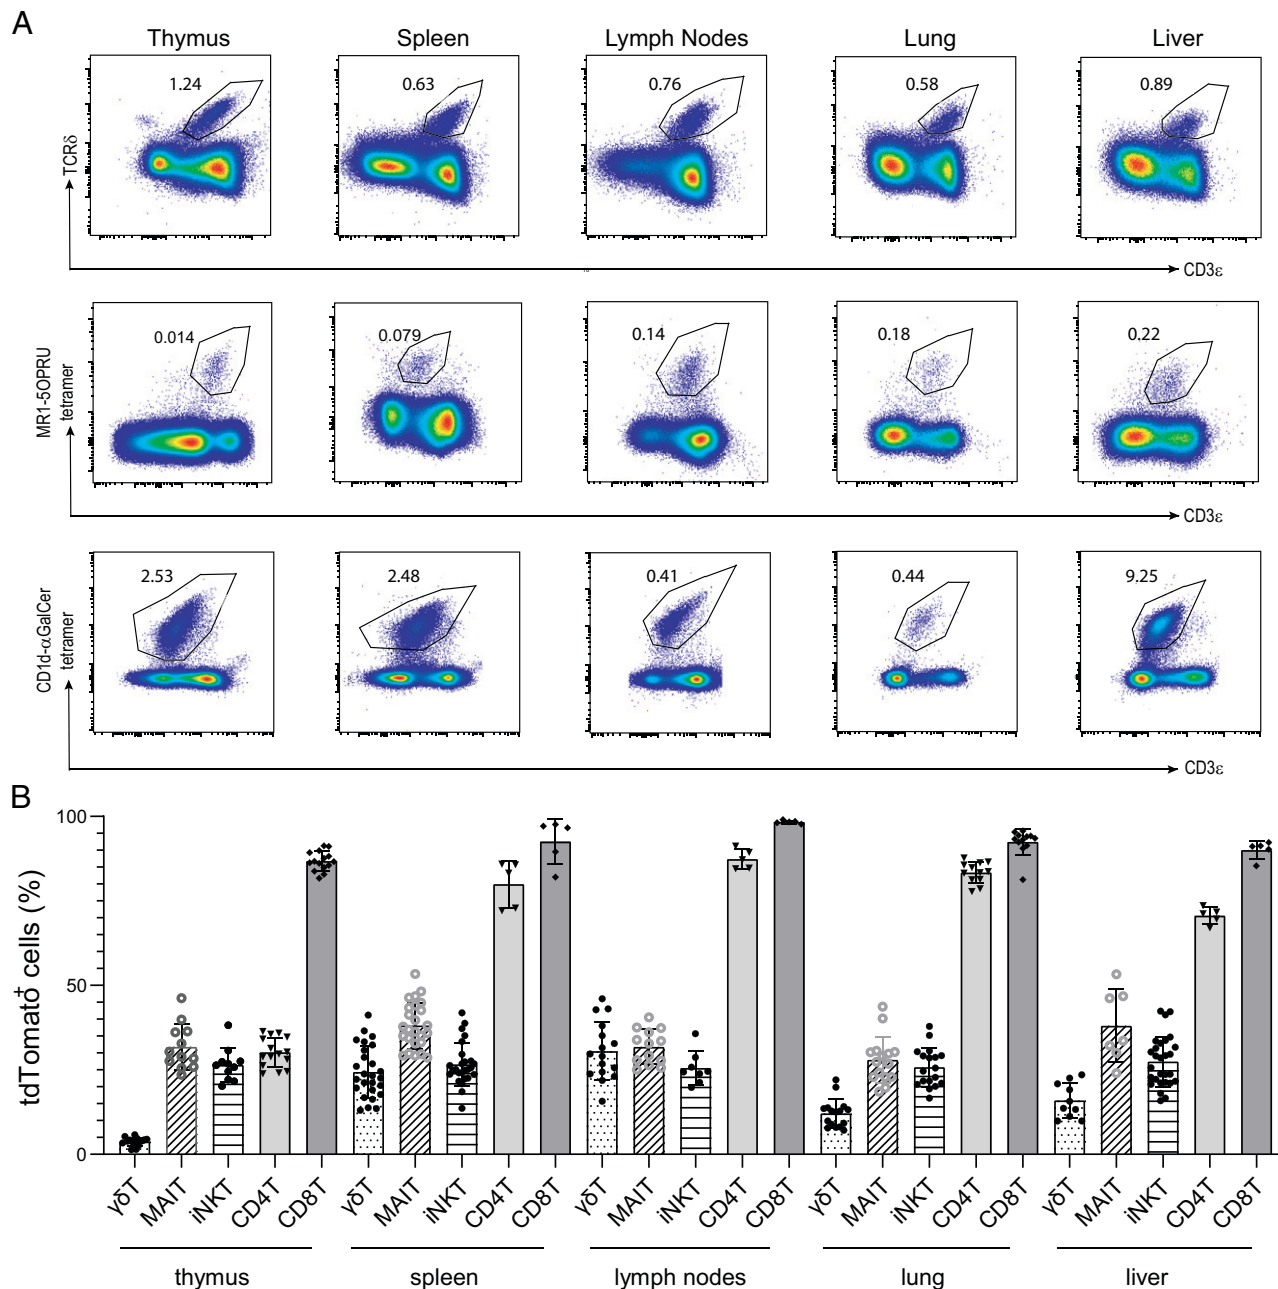 A
Thymus Spleen Lymph Nodes Lung Liver
TCRδ
1.24 0.63 0.76 0.58 0.89
CD3ε
MR1-5OPRU
tetramer
0.014 0.079 0.14 0.18 0.22
CD3ε
CD1d-αGalCer
tetramer
2.53 2.48 0.41 0.44 9.25
CD3ε
B
tdTomato+ cells (%)
100
50
0
γδT MAIT iNKT CD4T CD8T γδT MAIT iNKT CD4T CD8T γδT MAIT iNKT CD4T CD8T γδT MAIT iNKT CD4T CD8T γδT MAIT iNKT CD4T CD8T
thymus spleen lymph nodes lung liver